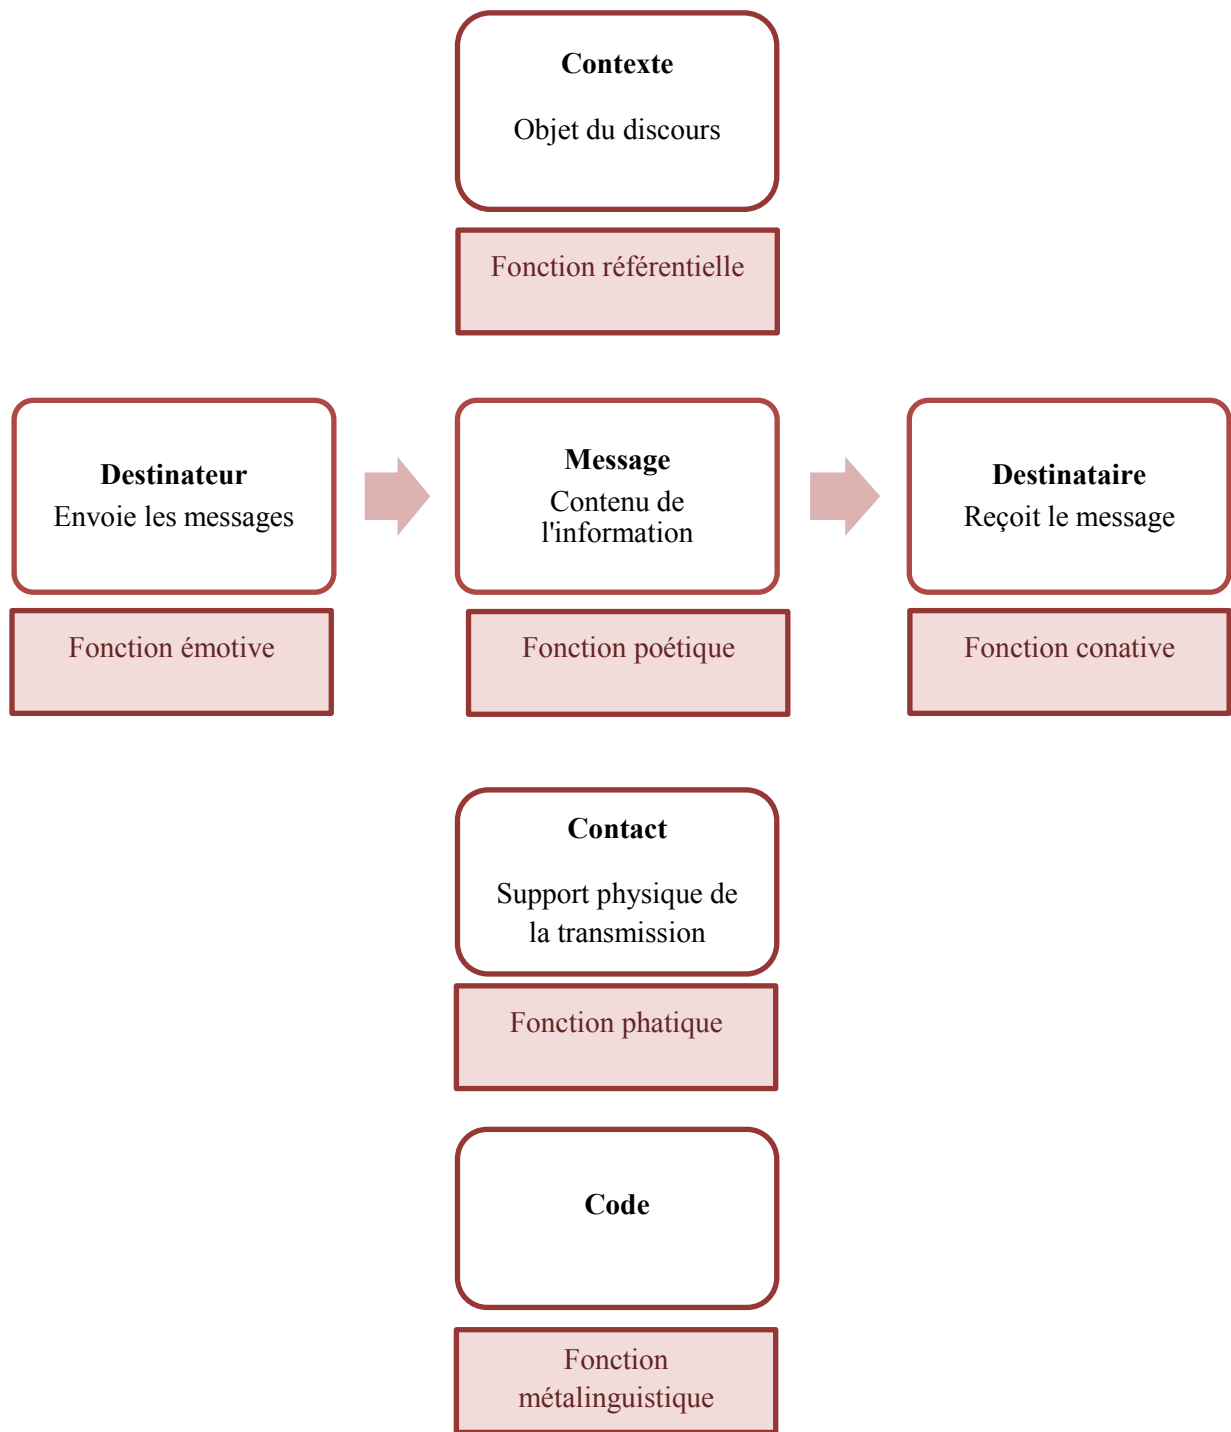 Contexte
Objet du discours
Fonction référentielle
Destinateur
Envoie les messages
Fonction émotive
Message
Contenu de
l'information
Fonction poétique
Destinataire
Reçoit le message
Fonction conative
Contact
Support physique de
la transmission
Fonction phatique
Code
Fonction
métalinguistique